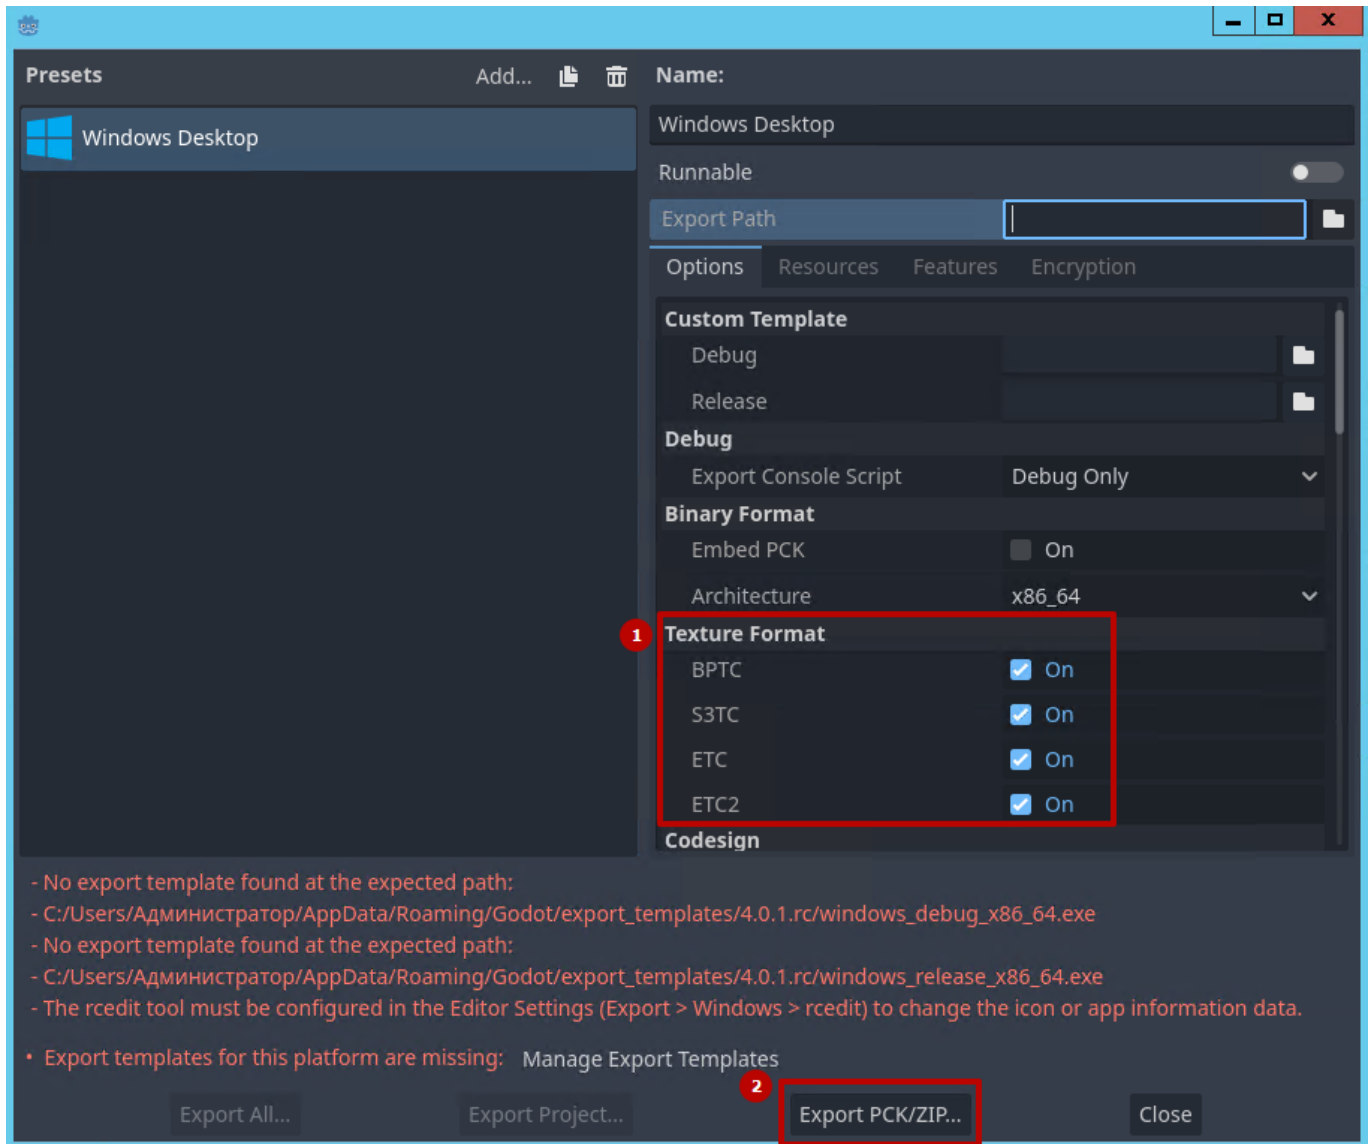 Presets
Add...
Name:
Windows Desktop
Windows Desktop
Runnable
Export Path
Options Resources Features Encryption
Custom Template
Debug
Release
Debug
Export Console Script Debug Only
Binary Format
Embed PCK On
Architecture x86_64
1
Texture Format
BPTC On
S3TC On
ETC On
ETC2 On
Codesign
- No export template found at the expected path:
- C:/Users/Администратор/AppData/Roaming/Godot/export_templates/4.0.1.rc/windows_debug_x86_64.exe
- No export template found at the expected path:
- C:/Users/Администратор/AppData/Roaming/Godot/export_templates/4.0.1.rc/windows_release_x86_64.exe
- The rcedit tool must be configured in the Editor Settings (Export > Windows > rcedit) to change the icon or app information data.
• Export templates for this platform are missing: Manage Export Templates
2
Export All... Export Project... Export PCK/ZIP... Close